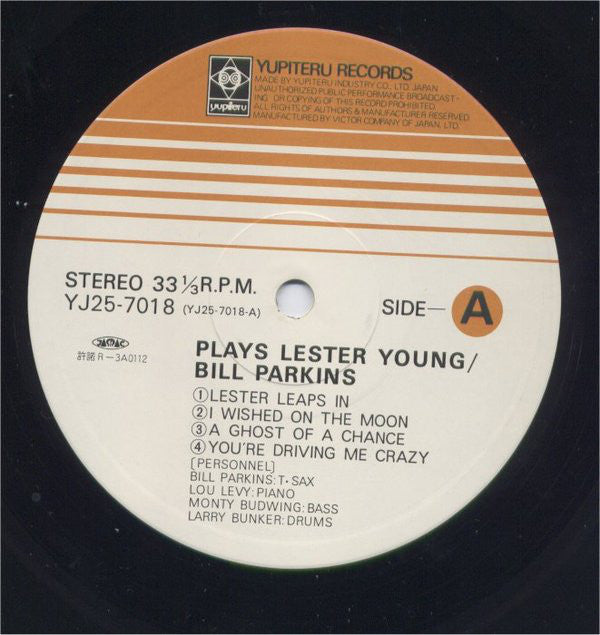 yupiteru
YUPITERU RECORDS
MADE BY YUPITERU INDUSTRY CO., LTD. JAPAN
UNAUTHORIZED PUBLIC PERFORMANCE BROADCAST-
ING OR COPYING OF THIS RECORD PROHIBITED.
ALL RIGHTS OF AUTHORS & MANUFACTURER RESERVED.
MANUFACTURED BY VICTOR COMPANY OF JAPAN, LTD.
STEREO 33⅓R.P.M.
YJ25-7018 (YJ25-7018-A)
SIDE— A
JASRAC
許諾 R-3A0112
PLAYS LESTER YOUNG/
BILL PARKINS
①LESTER LEAPS IN
②I WISHED ON THE MOON
③A GHOST OF A CHANCE
④YOU'RE DRIVING ME CRAZY
[PERSONNEL]
BILL PARKINS:T・SAX
LOU LEVY:PIANO
MONTY BUDWING:BASS
LARRY BUNKER:DRUMS